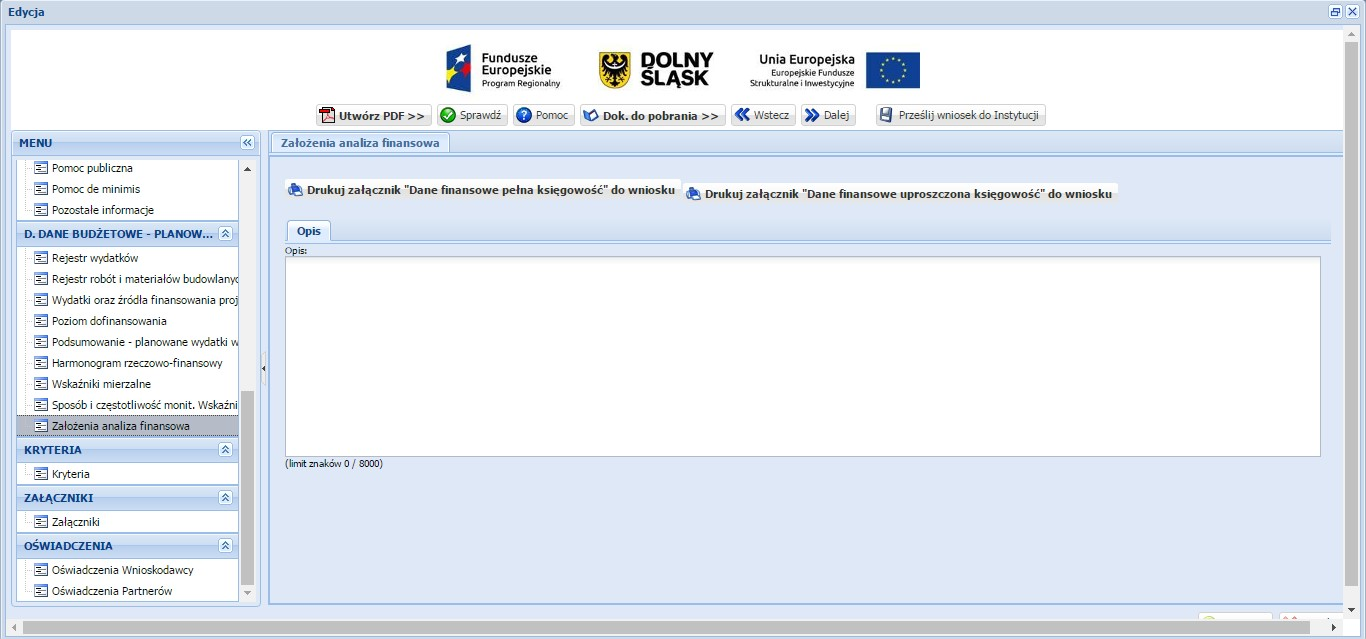 Edycja
Fundusze
Europejskie
Program Regionalny
DOLNY
ŚLĄSK
Unia Europejska
Europejskie Fundusze
Strukturalne i Inwestycyjne
Utwórz PDF >>
Sprawdź
Pomoc
Dok. do pobrania >>
Wstecz
Dalej
Prześlij wniosek do Instytucji
MENU
Pomoc publiczna
Pomoc de minimis
Pozostałe informacje
D. DANE BUDŻETOWE - PLANOW...
Rejestr wydatków
Rejestr robót i materiałów budowlanyc
Wydatki oraz źródła finansowania proj
Poziom dofinansowania
Podsumowanie - planowane wydatki w
Harmonogram rzeczowo-finansowy
Wskaźniki mierzalne
Sposób i częstotliwość monit. Wskaźni
Założenia analiza finansowa
KRYTERIA
Kryteria
ZAŁĄCZNIKI
Załączniki
OŚWIADCZENIA
Oświadczenia Wnioskodawcy
Oświadczenia Partnerów
Założenia analiza finansowa
Drukuj załącznik "Dane finansowe pełna księgowość" do wniosku
Drukuj załącznik "Dane finansowe uproszczona księgowość" do wniosku
Opis
Opis:
(limit znaków 0 / 8000)